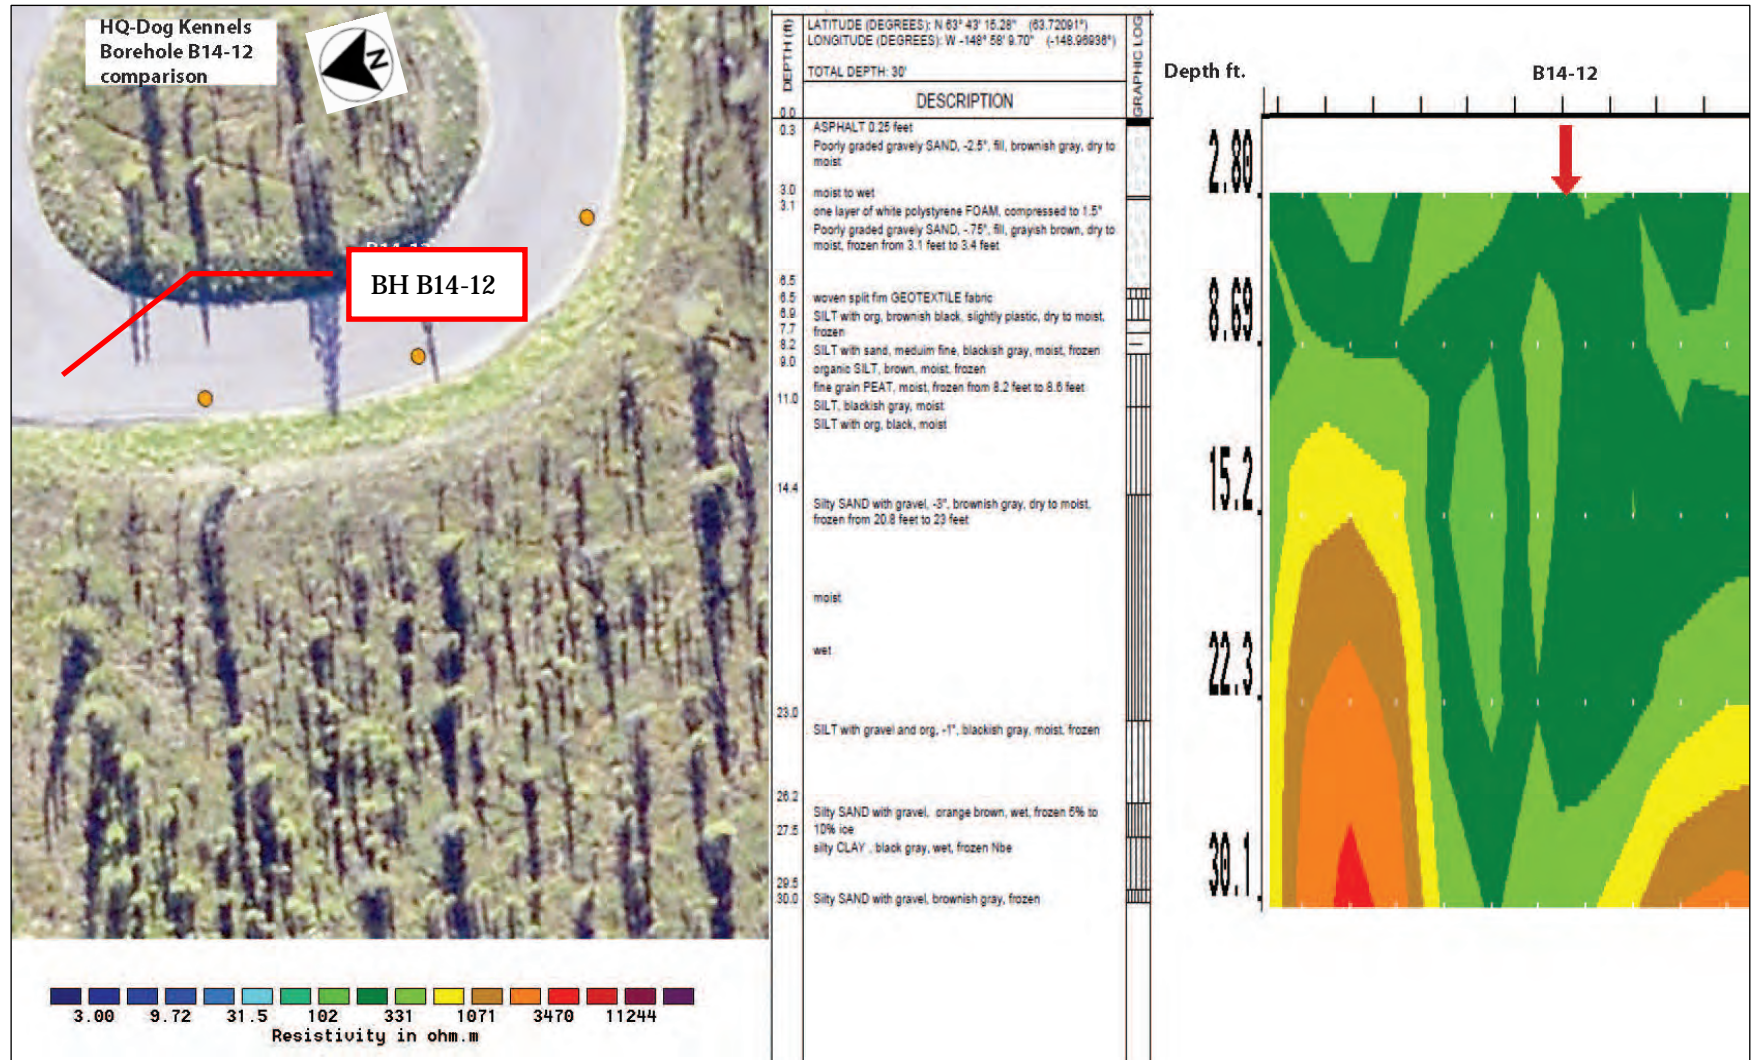 HQ-Dog Kennels
Borehole B14-12
comparison
N
BH B14-12
3.00 9.72 31.5 102 331 1071 3470 11244
Resistivity in ohm.m
DEPTH (ft)
LATITUDE (DEGREES): N 63° 43' 15.28" (63.72091°)
LONGITUDE (DEGREES): W -148° 58' 9.70" (-148.96936°)
TOTAL DEPTH: 30'
DESCRIPTION
GRAPHIC LOG
0.0
0.3 ASPHALT 0.25 feet
Poorly graded gravely SAND, -2.5", fill, brownish gray, dry to
moist
3.0 moist to wet
3.1 one layer of white polystyrene FOAM, compressed to 1.5"
Poorly graded gravely SAND, -.75", fill, grayish brown, dry to
moist, frozen from 3.1 feet to 3.4 feet
6.5
6.5 woven split fim GEOTEXTILE fabric
6.9 SILT with org, brownish black, slightly plastic, dry to moist,
7.7 frozen
8.2 SILT with sand, meduim fine, blackish gray, moist, frozen
9.0 organic SILT, brown, moist, frozen
fine grain PEAT, moist, frozen from 8.2 feet to 8.6 feet
11.0 SILT, blackish gray, moist
SILT with org, black, moist
14.4
Silty SAND with gravel, -3", brownish gray, dry to moist,
frozen from 20.8 feet to 23 feet
moist
wet
23.0
SILT with gravel and org, -1", blackish gray, moist, frozen
26.2
Silty SAND with gravel, orange brown, wet, frozen 5% to
27.5 10% ice
silty CLAY , black gray, wet, frozen Nbe
29.5
30.0 Silty SAND with gravel, brownish gray, frozen
Depth ft.
B14-12
2.80
8.69
15.2
22.3
30.1